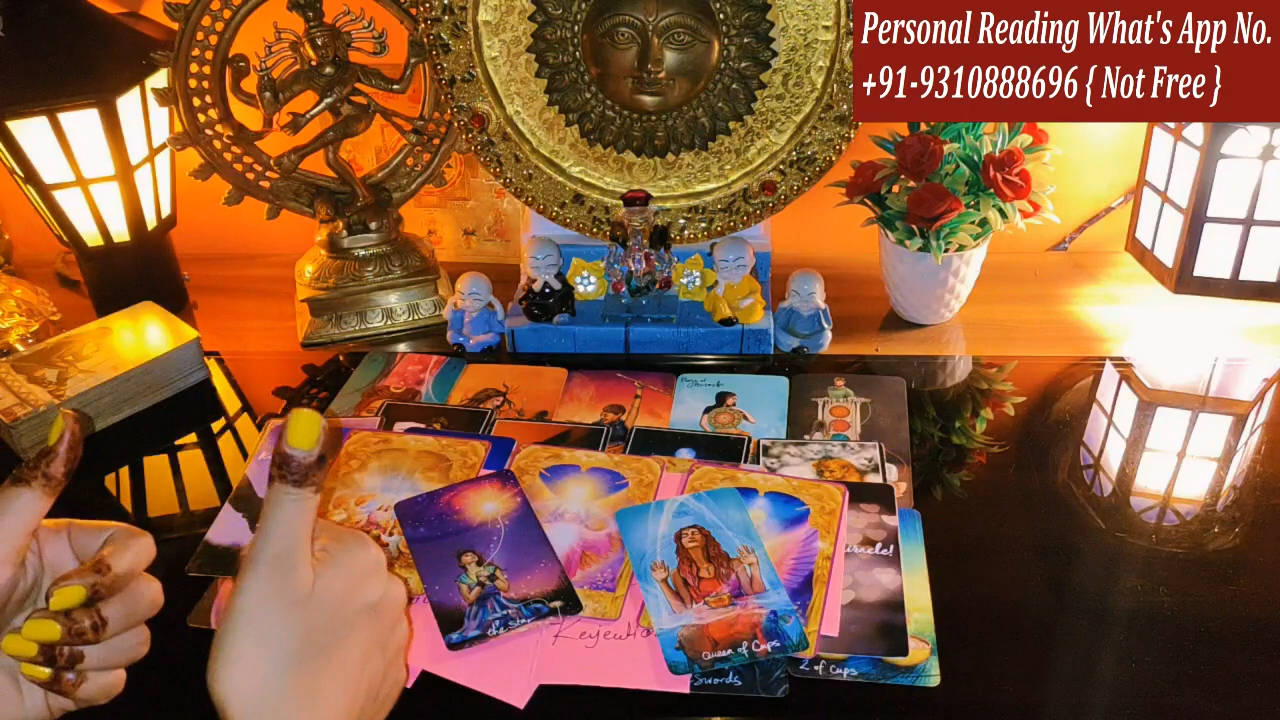 Personal Reading What's App No.
+91-9310888696 { Not Free }
miracle!
the star
Queen of Cups
Swords
2 of Cups